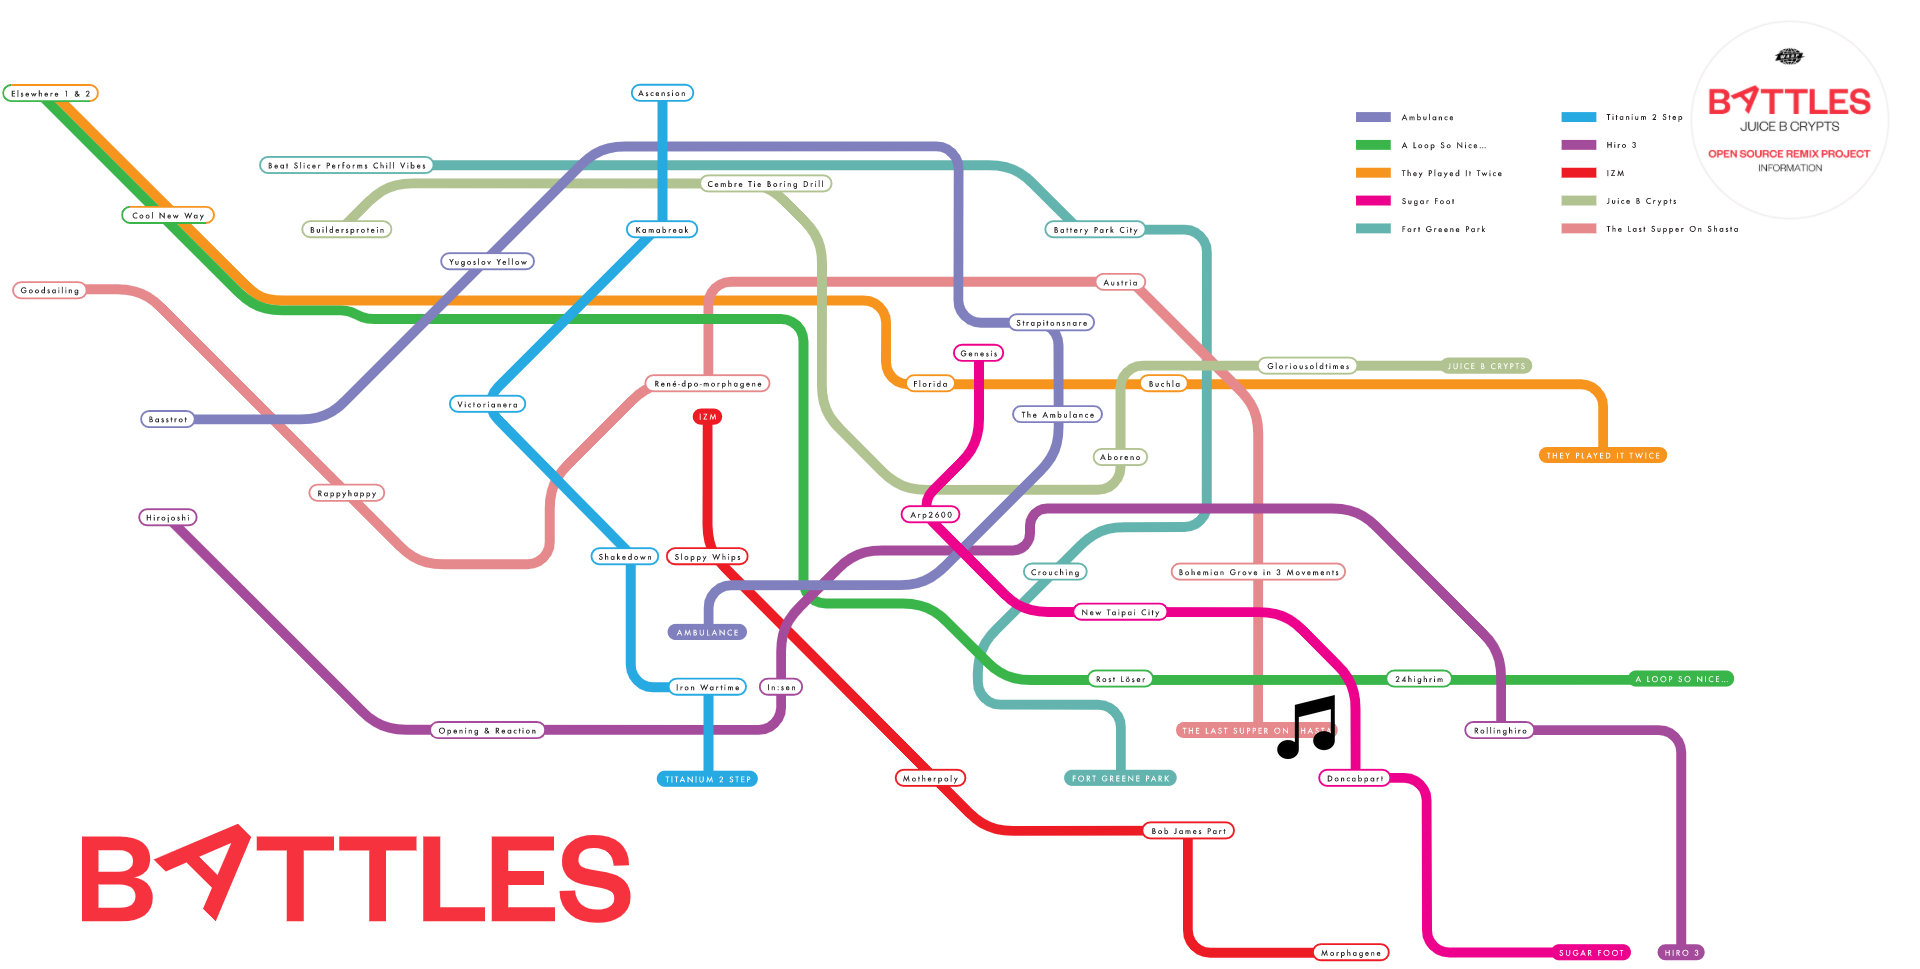 Elsewhere 1 & 2
Ascension
Ambulance
A Loop So Nice...
They Played It Twice
Sugar Foot
Fort Greene Park
Titanium 2 Step
Hiro 3
IZM
Juice B Crypts
The Last Supper On Shasta
BATTLES
JUICE B CRYPTS
OPEN SOURCE REMIX PROJECT
INFORMATION
Beat Slicer Performs Chill Vibes
Cembre Tie Boring Drill
Cool New Way
Buildersprotein
Kamabreak
Battery Park City
Yugoslov Yellow
Goodsailing
Austria
Strapitonsnare
Genesis
Gloriousoldtimes
JUICE B CRYPTS
René-dpo-morphagene
Florida
Buchla
Victorianera
Basstrot
IZM
The Ambulance
Aboreno
THEY PLAYED IT TWICE
Rappyhappy
Hirojoshi
Arp2600
Shakedown
Sloppy Whips
Crouching
Bohemian Grove in 3 Movements
New Taipai City
AMBULANCE
Iron Wartime
In:sen
Rost Löser
24highrim
A LOOP SO NICE...
Opening & Reaction
THE LAST SUPPER ON HASTA
Rollinghiro
TITANIUM 2 STEP
Motherpoly
FORT GREENE PARK
Doncabpart
Bob James Part
BATTLES
Morphagene
SUGAR FOOT
HIRO 3